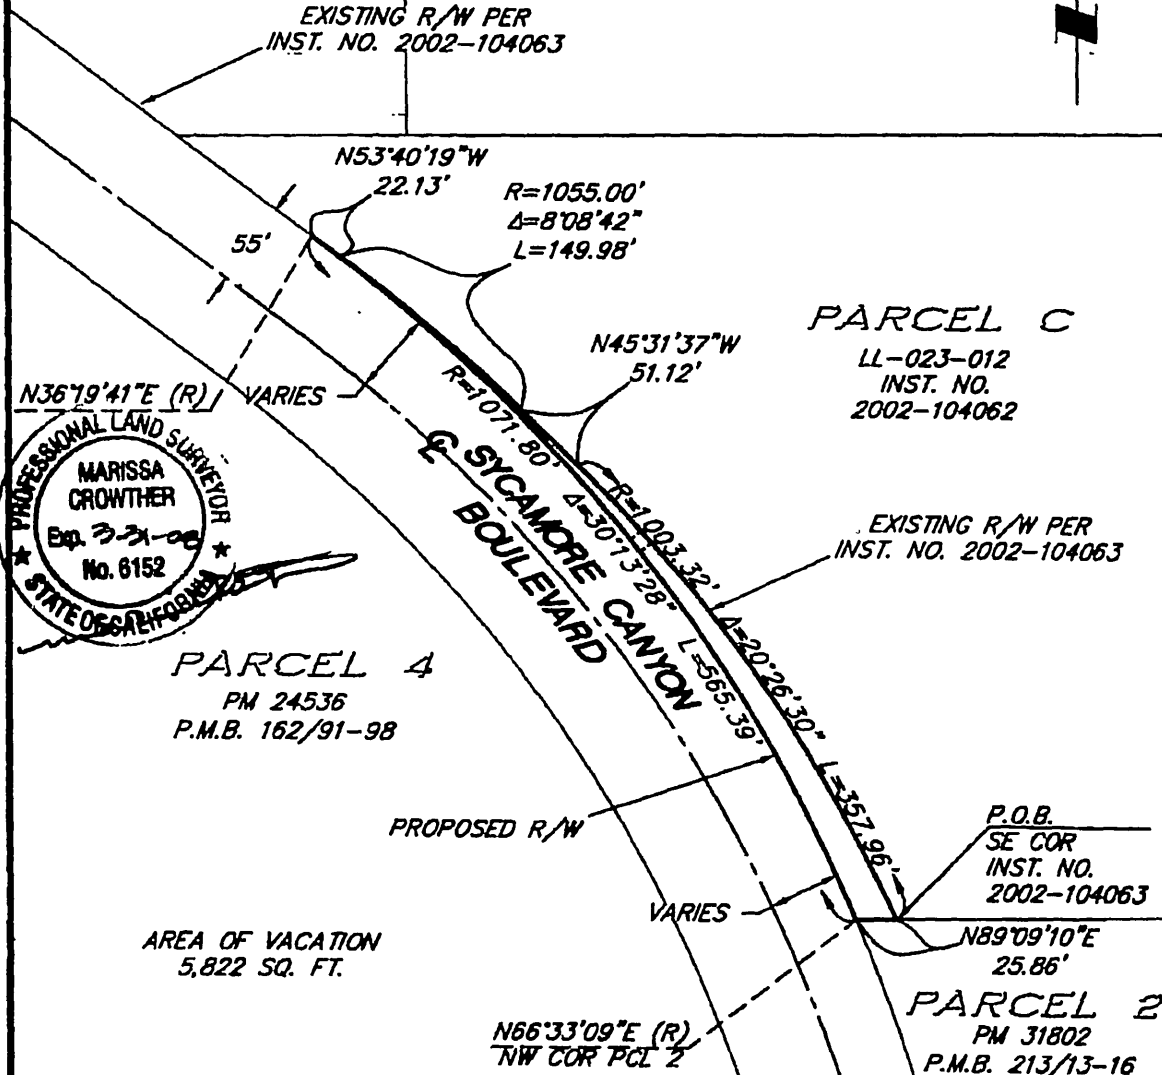 EXISTING R/W PER
INST. NO. 2002-104063
N53°40'19"W
22.13'
R=1055.00'
Δ=8°08'42"
L=149.98'
55'
PARCEL C
LL-023-012
INST. NO.
2002-104062
N45°31'37"W
51.12'
N36°19'41"E (R)
VARIES
R=1071.80'
Δ=30°13'28"
L=565.39'
℄ SYCAMORE CANYON
BOULEVARD
R=1003.32'
Δ=20°26'30"
L=357.96'
EXISTING R/W PER
INST. NO. 2002-104063
PROFESSIONAL LAND SURVEYOR
MARISSA
CROWTHER
Exp. 3-31-08
No. 6152
STATE OF CALIFORNIA
PARCEL 4
PM 24536
P.M.B. 162/91-98
PROPOSED R/W
P.O.B.
SE COR
INST. NO.
2002-104063
VARIES
AREA OF VACATION
5,822 SQ. FT.
N89°09'10"E
25.86'
PARCEL 2
PM 31802
P.M.B. 213/13-16
N66°33'09"E (R)
NW COR PCL 2